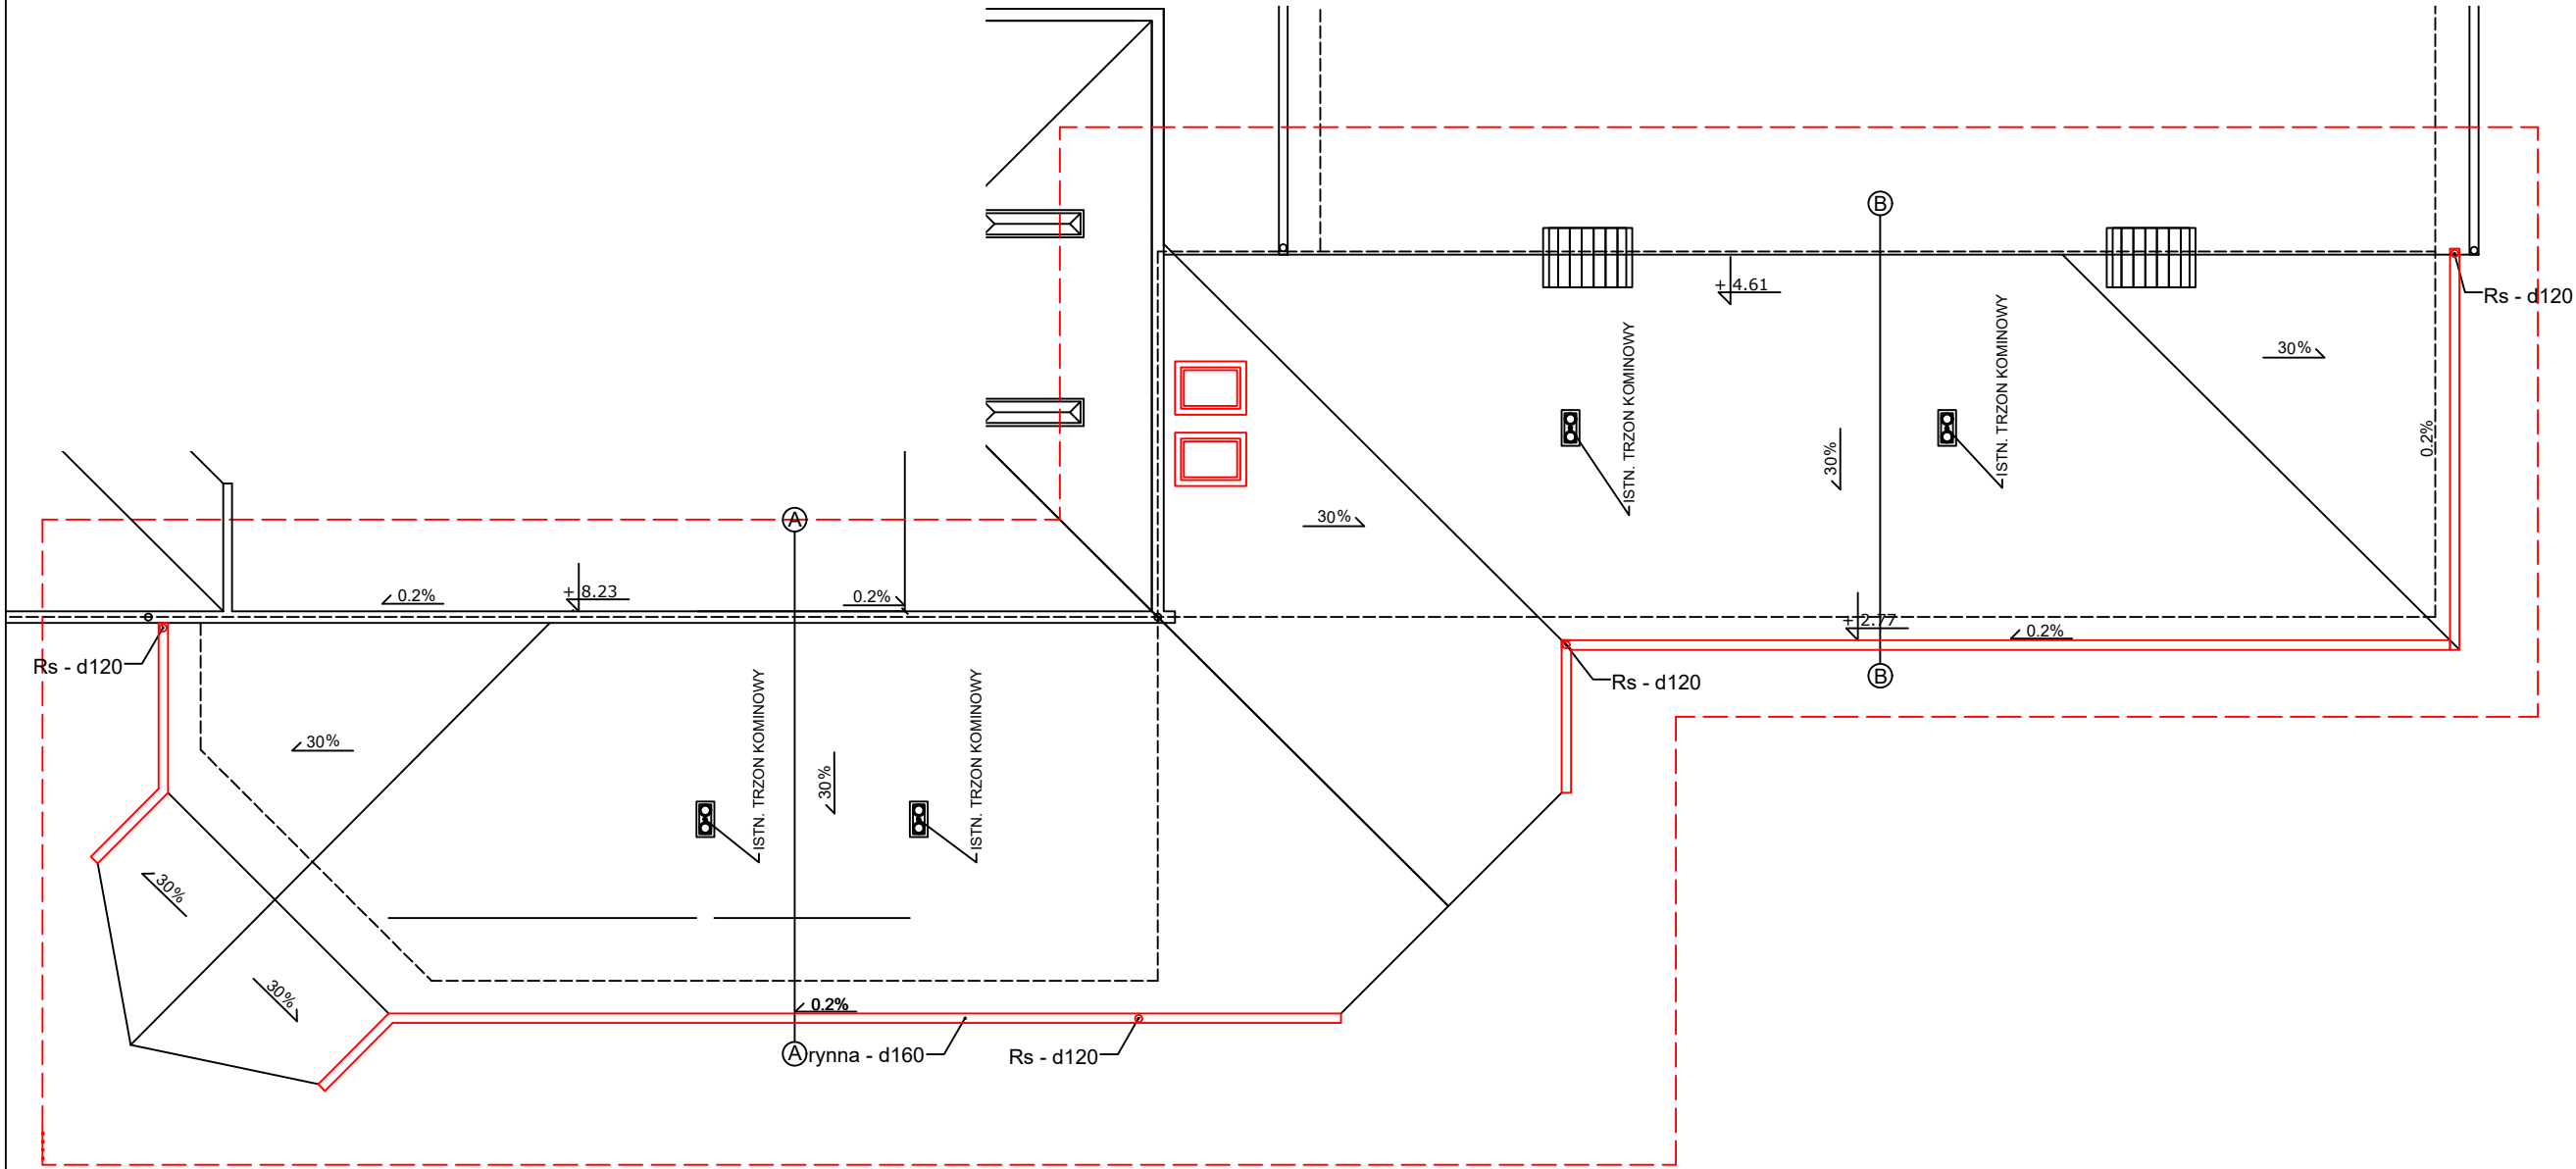 B
+ 4.61
Rs - d120
30%
ISTN. TRZON KOMINOWY
ISTN. TRZON KOMINOWY
0.2%
30%
30%
A
0.2%
+ 8.23
0.2%
+ 2.77
0.2%
Rs - d120
Rs - d120
B
30%
ISTN. TRZON KOMINOWY
ISTN. TRZON KOMINOWY
30%
30%
30%
0.2%
A
rynna - d160
Rs - d120